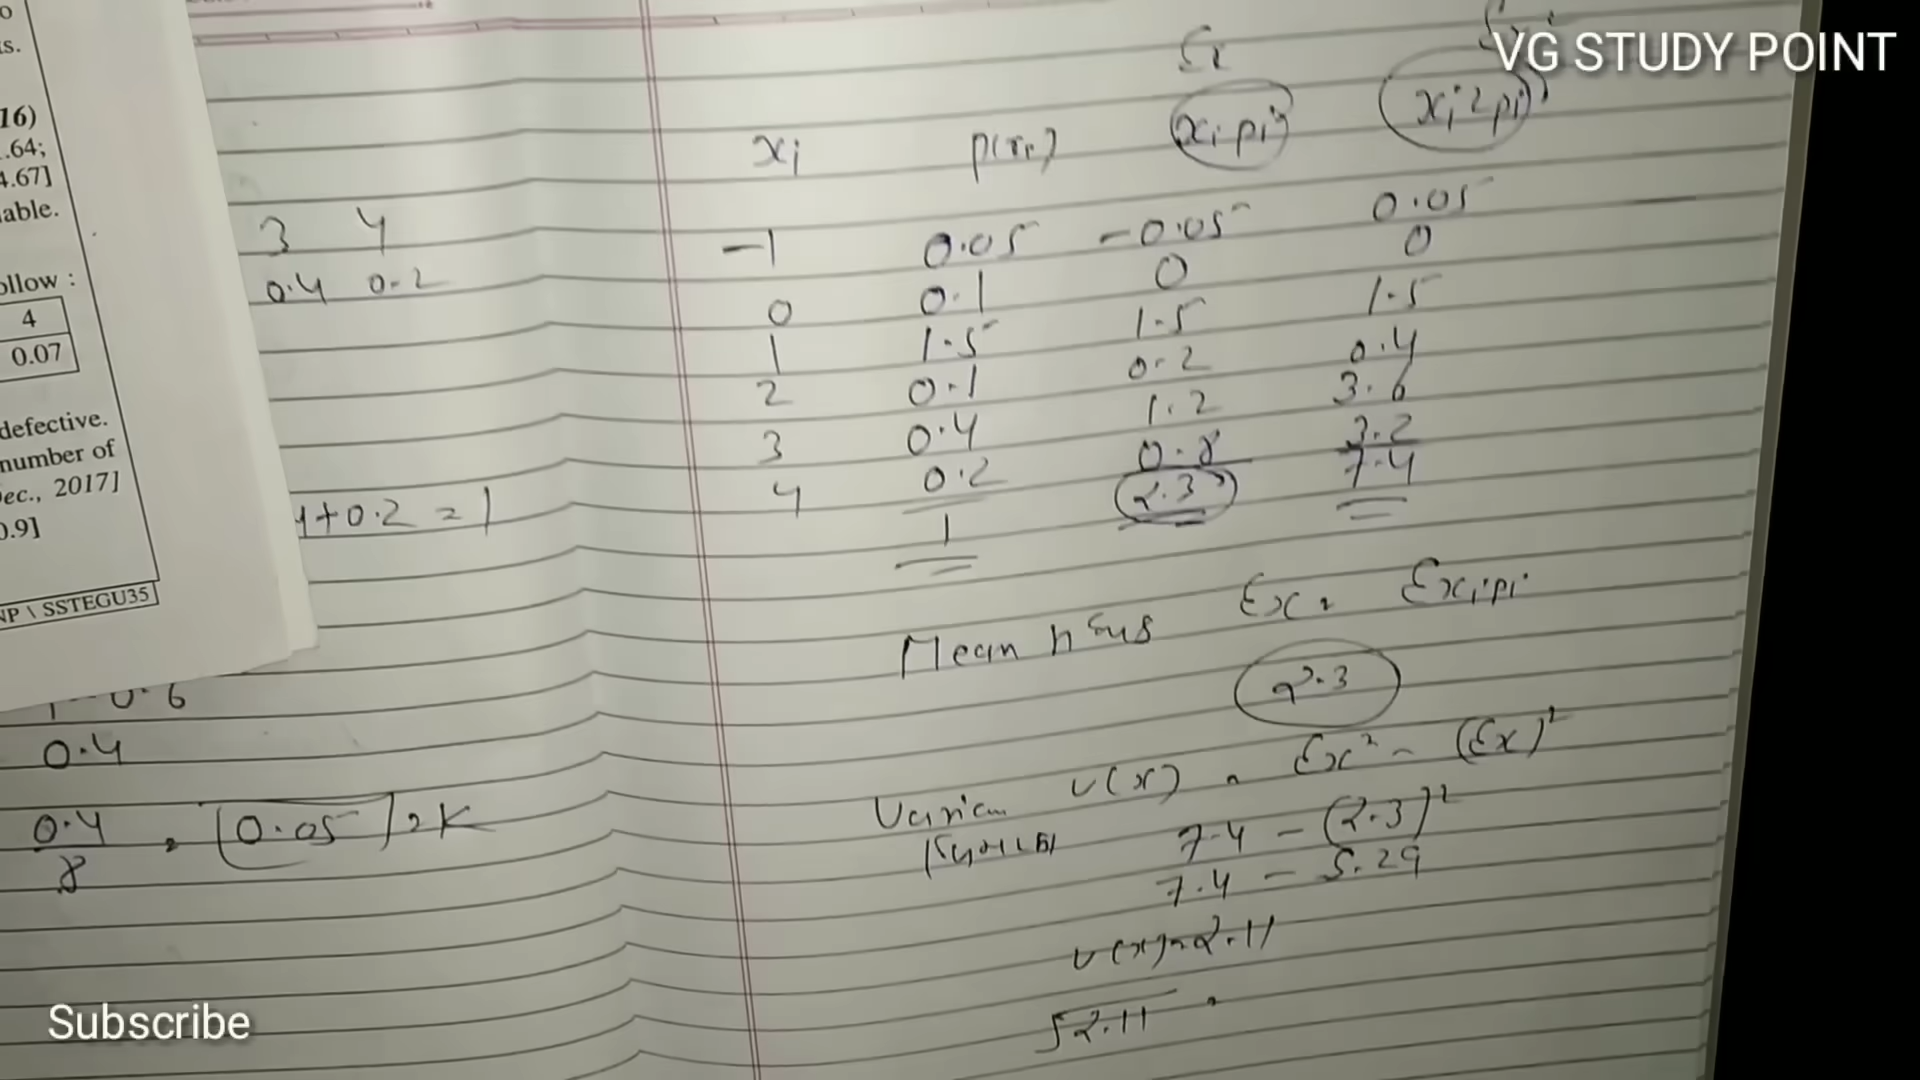 VG STUDY POINT
s.
16)
.64;
4.67]
able.
ollow :
4
0.07
defective.
number of
ec., 2017]
0.9]
NP \ SSTEGU35
3 4
0.4 0.2
+0.2 = 1
0.6
0.4
0.4
8
0.05
K
xi p(xi) xipi xi2pi
-1 0.05 -0.05 0.05
0 0.1 0 0
1 1.5 1.5 1.5
2 0.1 0.2 0.4
3 0.4 1.2 3.6
4 0.2 0.8 3.2
1 2.3 7.4
Mean Ex = Exipi
2.3
v(x) = Ex² - (Ex)²
7.4 - (2.3)²
7.4 - 5.29
v(x) = 2.11
√2.11 =
Subscribe